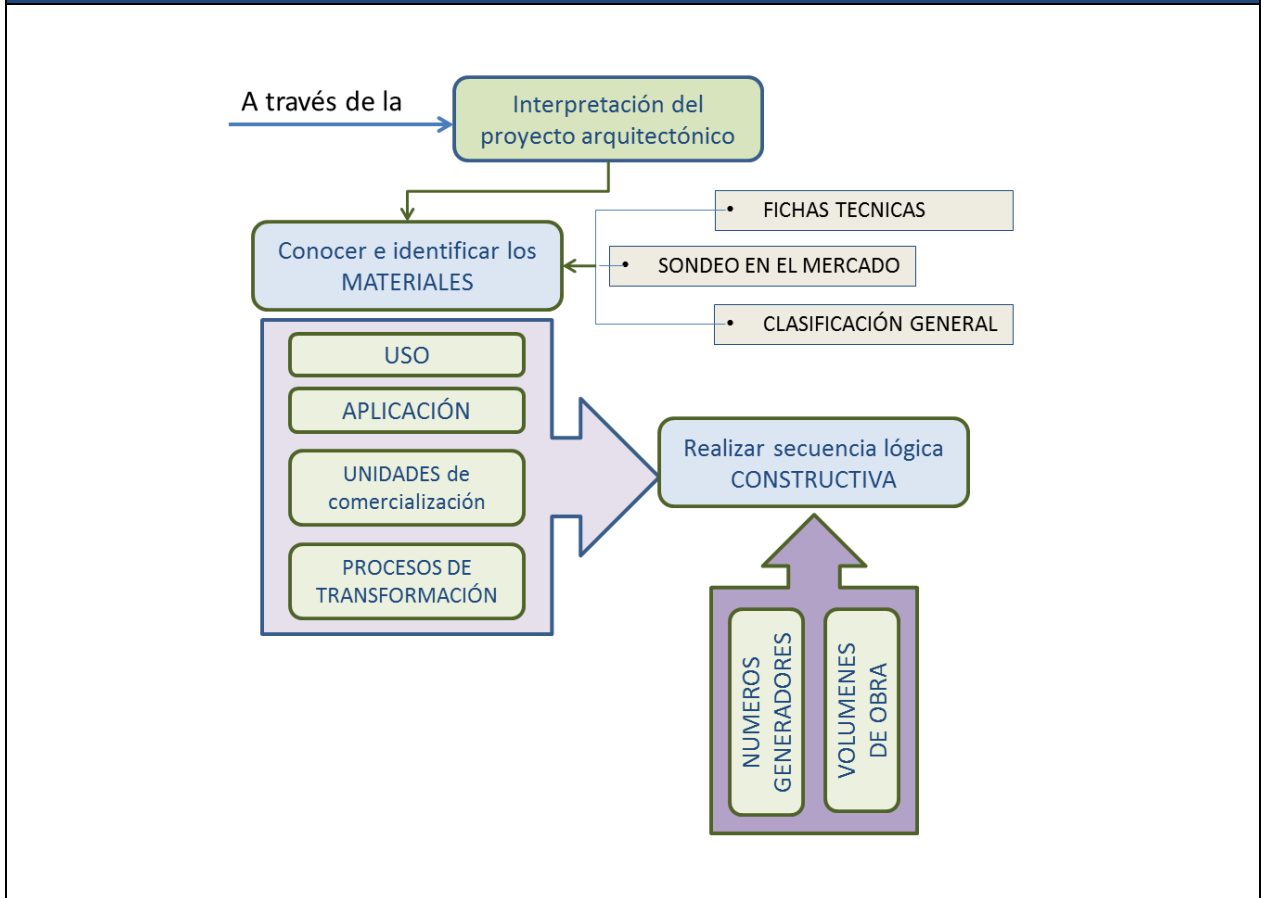 A través de la
Interpretación del
proyecto arquitectónico
Conocer e identificar los
MATERIALES
• FICHAS TECNICAS
• SONDEO EN EL MERCADO
• CLASIFICACIÓN GENERAL
USO
APLICACIÓN
UNIDADES de
comercialización
PROCESOS DE
TRANSFORMACIÓN
Realizar secuencia lógica
CONSTRUCTIVA
NUMEROS
GENERADORES
VOLUMENES
DE OBRA